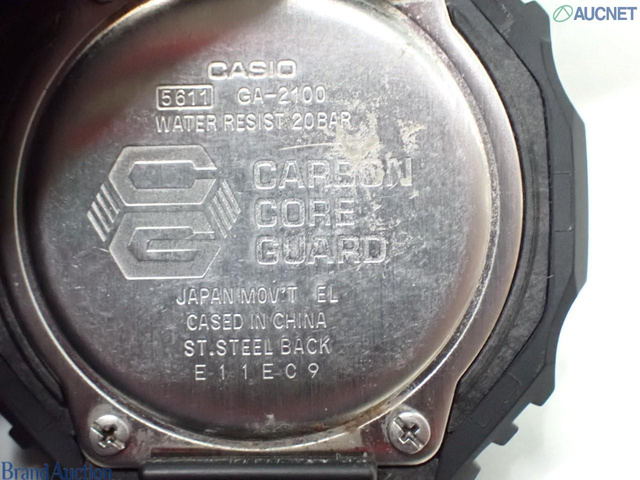 AUCNET
CASIO
5611 GA-2100
WATER RESIST 20BAR
CARBON
CORE
GUARD
JAPAN MOV'T EL
CASED IN CHINA
ST.STEEL BACK
E11EC9
Brand Auction